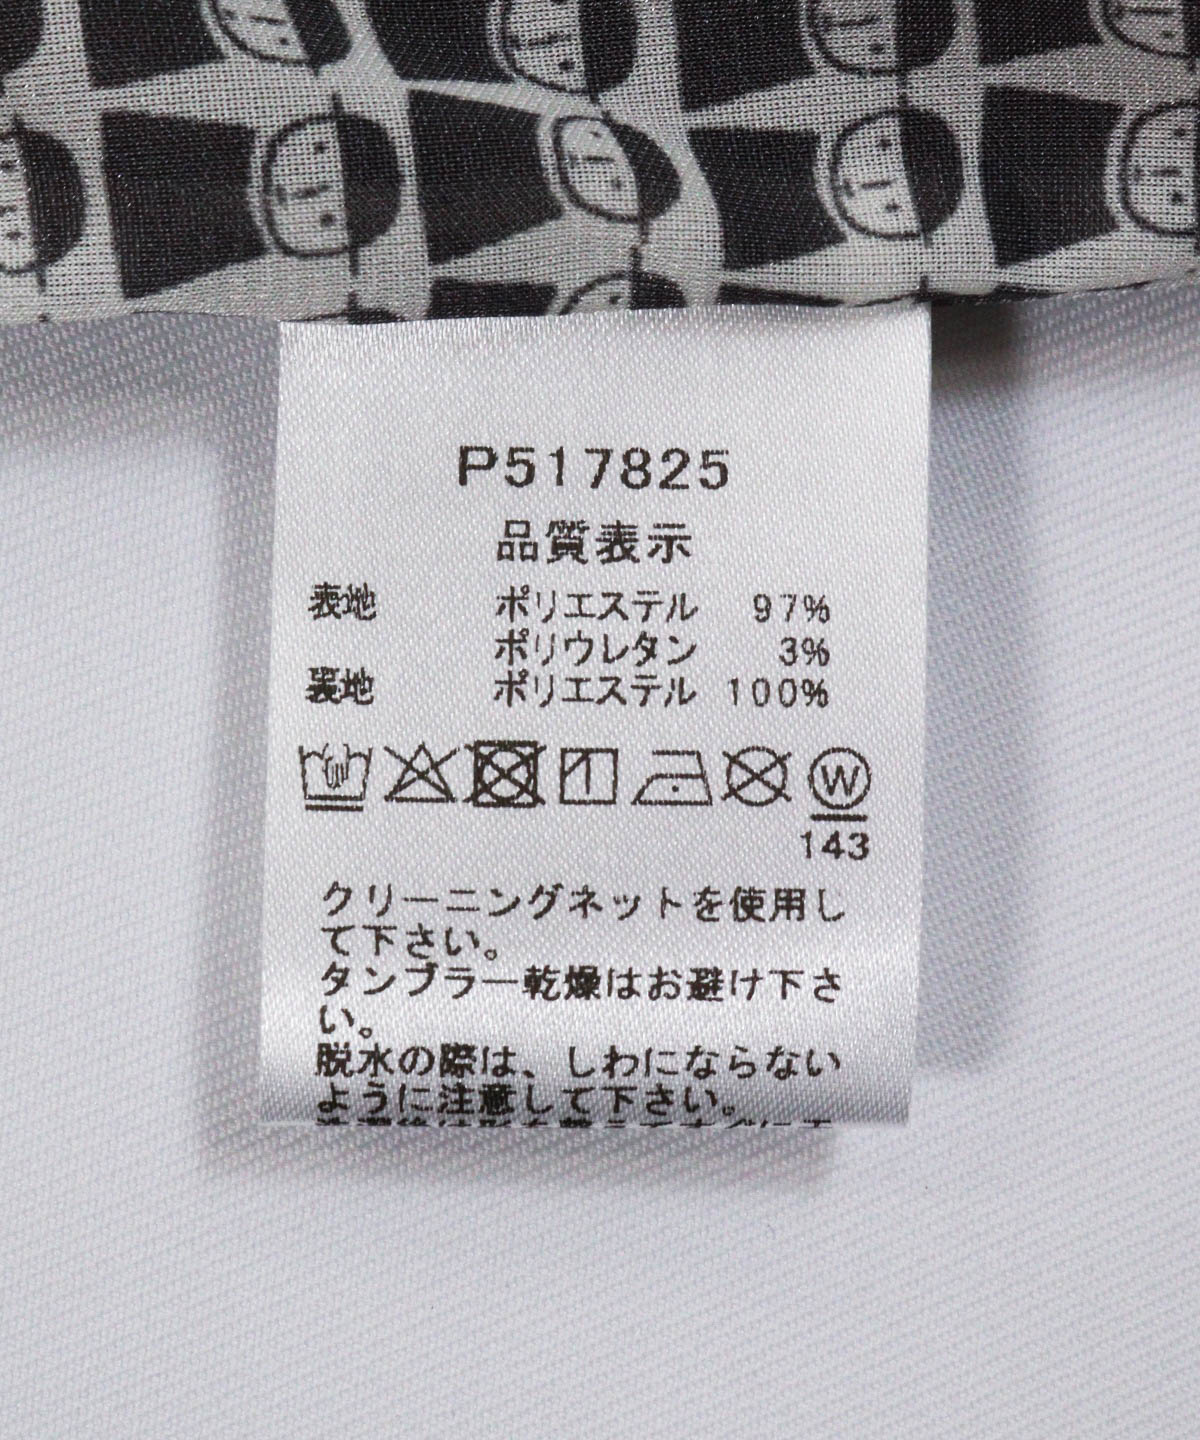 P517825
品質表示
表地 ポリエステル 97%
ポリウレタン 3%
裏地 ポリエステル 100%
W
143
クリーニングネットを使用し
て下さい。
タンブラー乾燥はお避け下さ
い。
脱水の際は、しわにならない
ように注意して下さい。